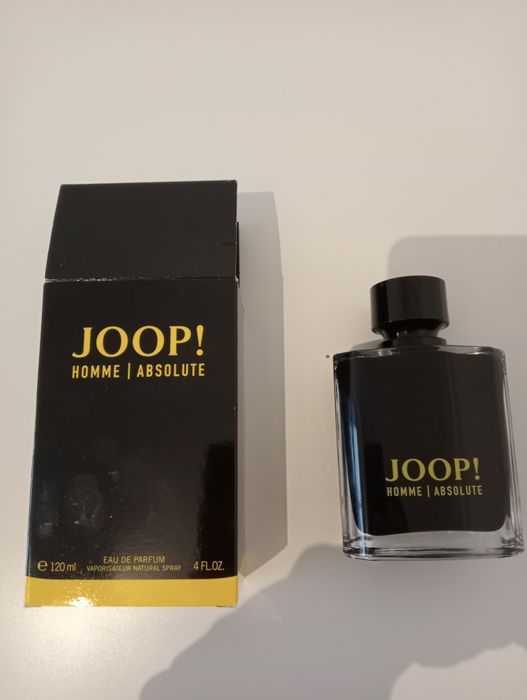 JOOP!
HOMME | ABSOLUTE
EAU DE PARFUM
℮ 120 ml VAPORISATEUR NATURAL SPRAY 4 FL.OZ.
JOOP!
HOMME | ABSOLUTE